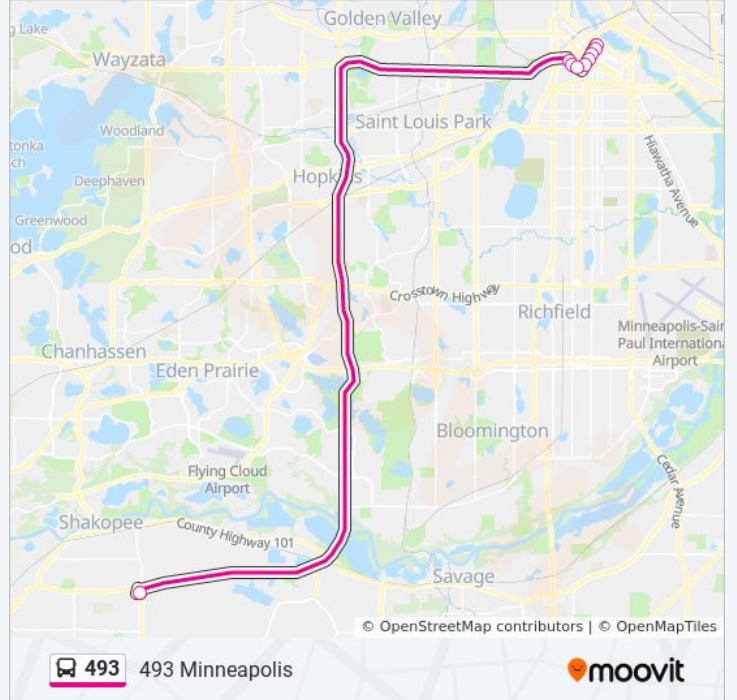 Golden Valley
g Lake
Wayzata
Saint Louis Park
Woodland
tonka
ch
Hiawatha Avenue
Hopkins
Deephaven
Greenwood
od
Crosstown Highway
Richfield
Minneapolis-Sain
Paul Internationa
Airport
Chanhassen
Eden Prairie
Bloomington
Flying Cloud
Airport
Cedar Avenue
Shakopee
County Highway 101
Savage
© OpenStreetMap contributors | © OpenMapTiles
493 493 Minneapolis
moovit